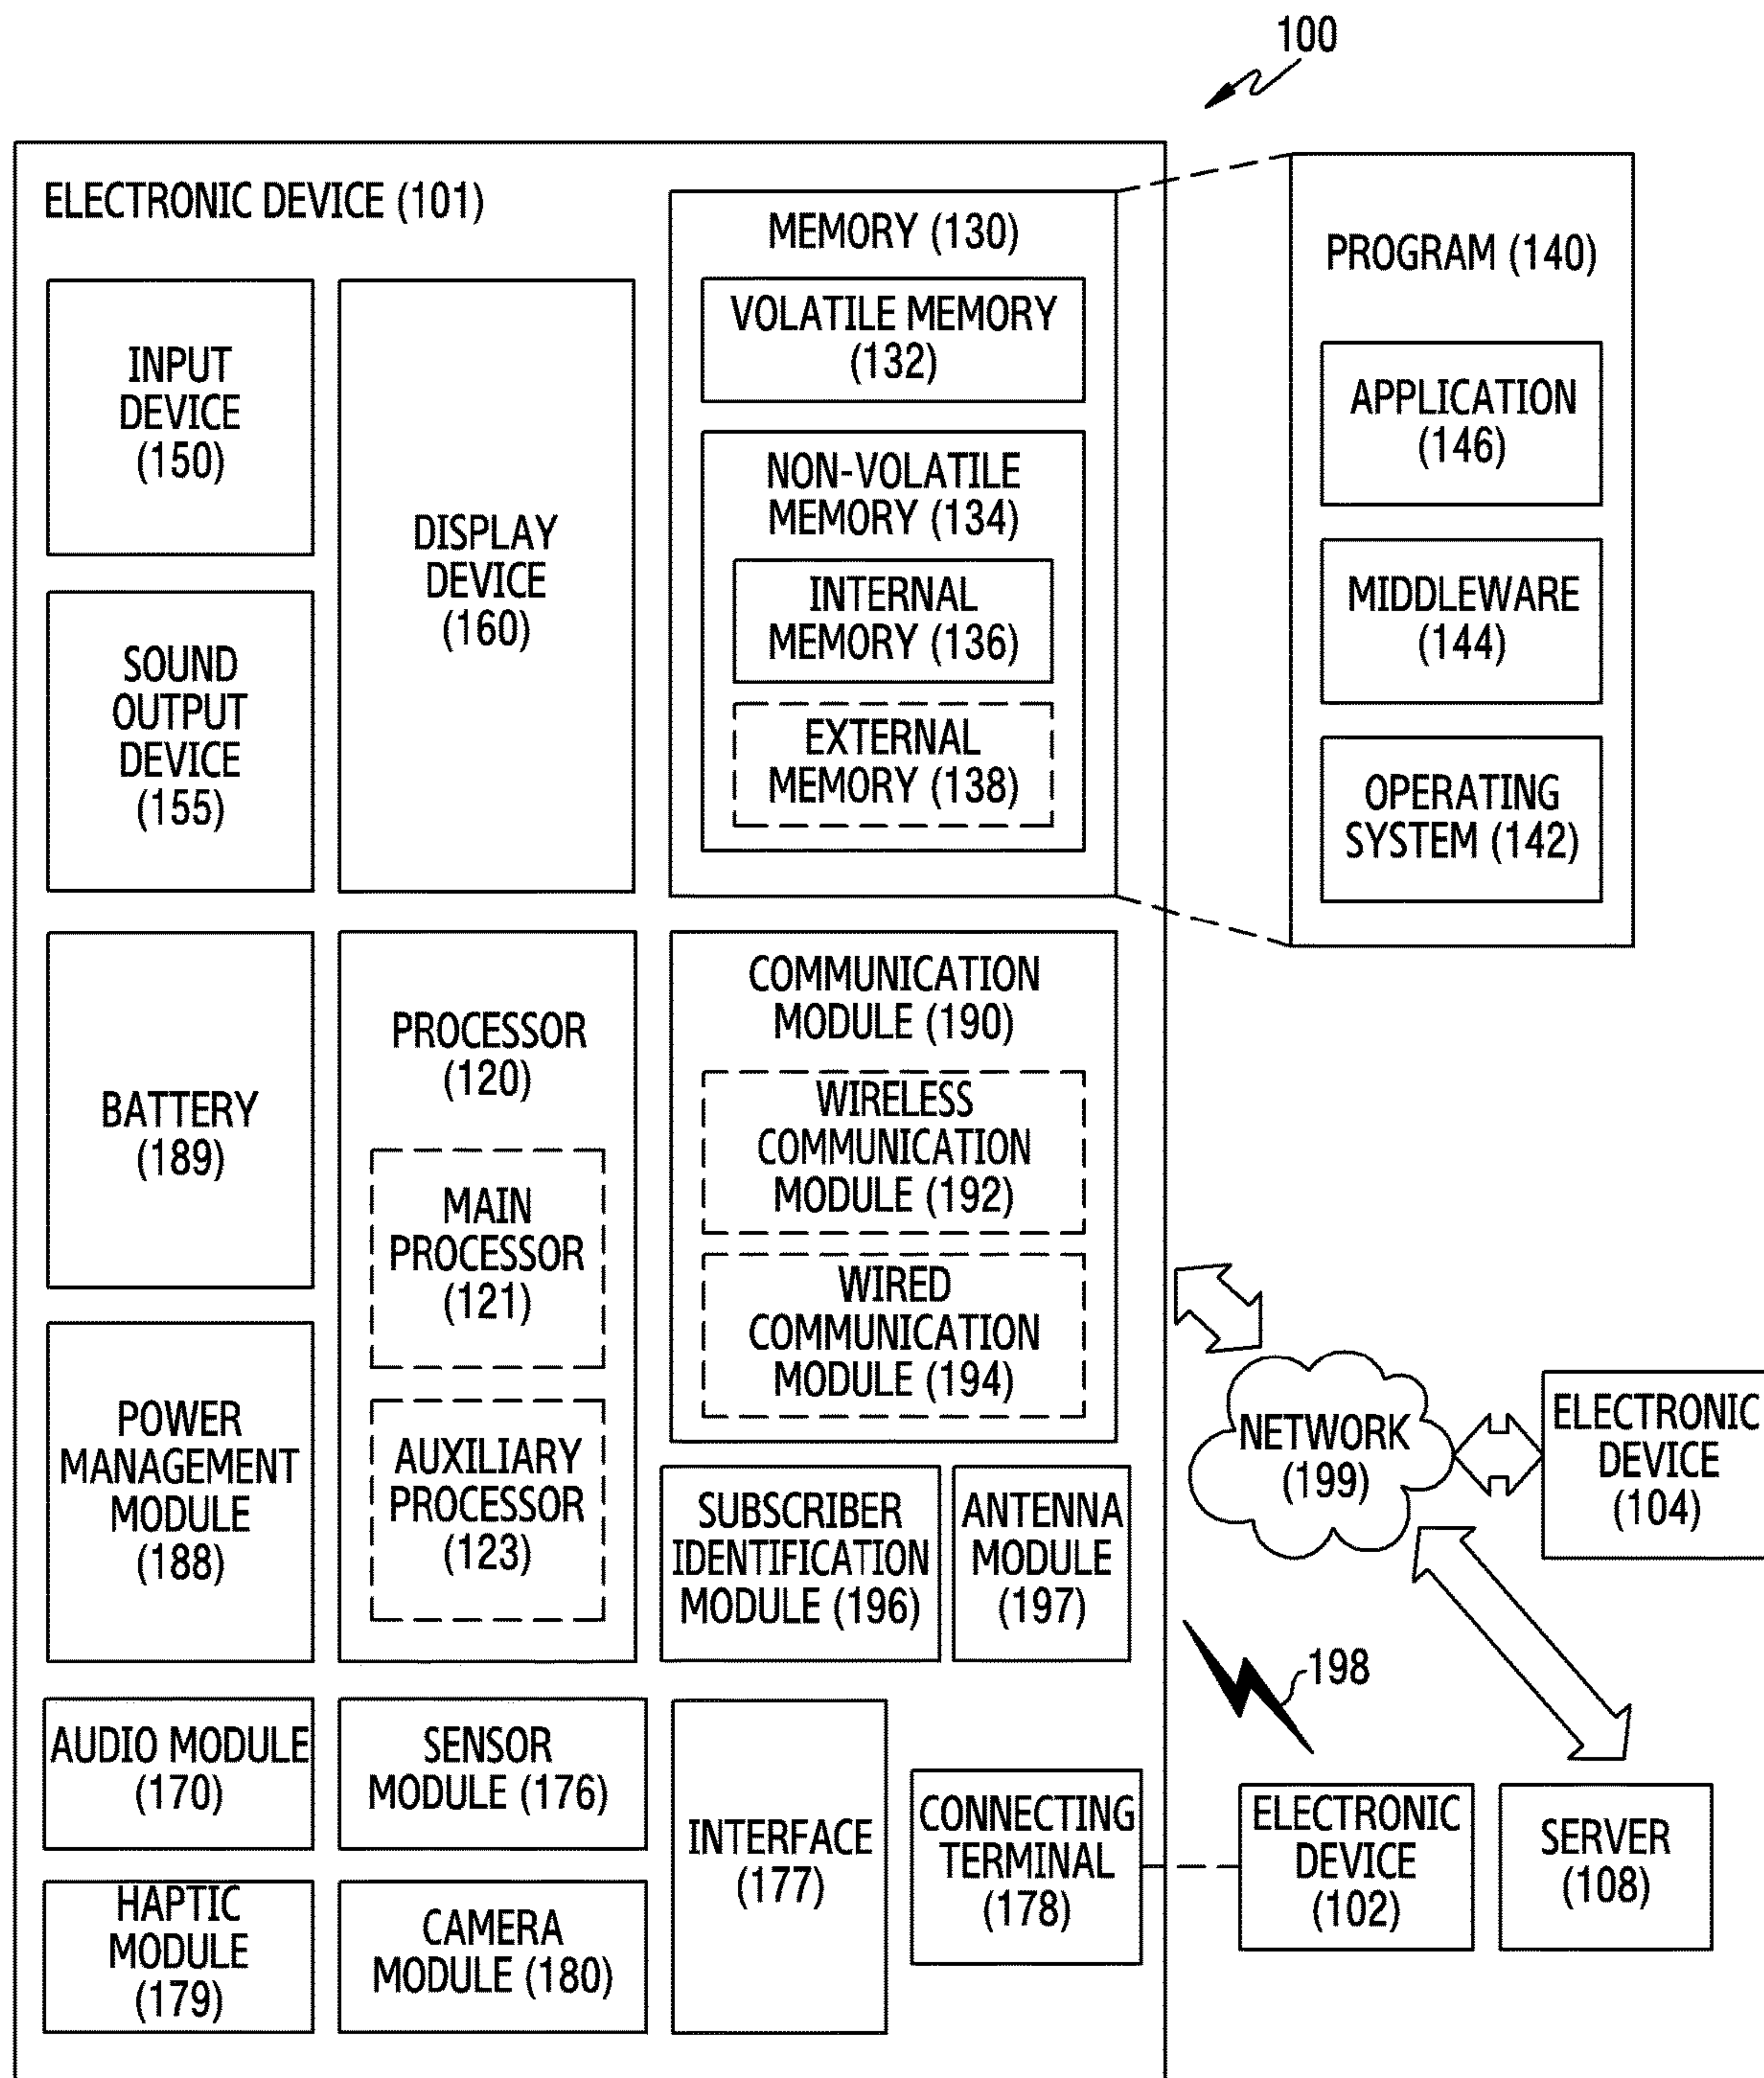 100
ELECTRONIC DEVICE (101)
INPUT
DEVICE
(150)
SOUND
OUTPUT
DEVICE
(155)
DISPLAY
DEVICE
(160)
MEMORY (130)
VOLATILE MEMORY
(132)
NON-VOLATILE
MEMORY (134)
INTERNAL
MEMORY (136)
EXTERNAL
MEMORY (138)
PROGRAM (140)
APPLICATION
(146)
MIDDLEWARE
(144)
OPERATING
SYSTEM (142)
BATTERY
(189)
POWER
MANAGEMENT
MODULE
(188)
PROCESSOR
(120)
MAIN
PROCESSOR
(121)
AUXILIARY
PROCESSOR
(123)
COMMUNICATION
MODULE (190)
WIRELESS
COMMUNICATION
MODULE (192)
WIRED
COMMUNICATION
MODULE (194)
SUBSCRIBER
IDENTIFICATION
MODULE (196)
ANTENNA
MODULE
(197)
NETWORK
(199)
ELECTRONIC
DEVICE
(104)
198
AUDIO MODULE
(170)
SENSOR
MODULE (176)
HAPTIC
MODULE
(179)
CAMERA
MODULE (180)
INTERFACE
(177)
CONNECTING
TERMINAL
(178)
ELECTRONIC
DEVICE
(102)
SERVER
(108)